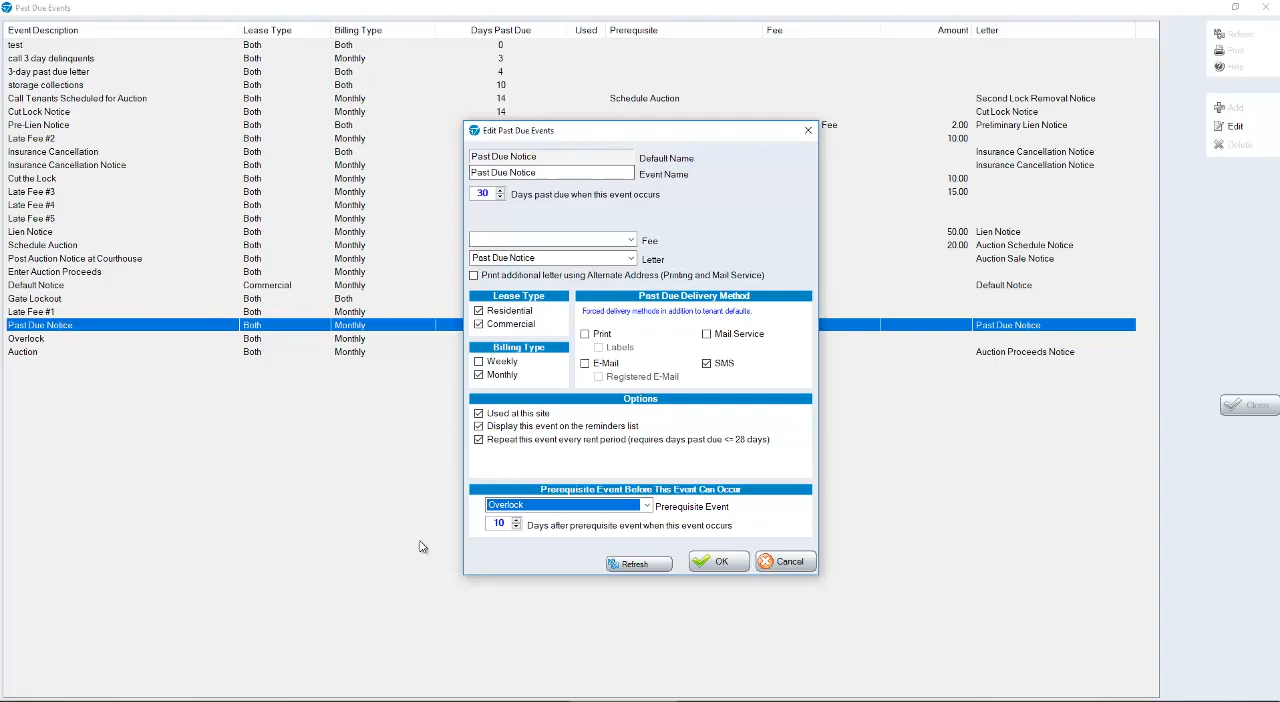 Past Due Events
Event Description Lease Type Billing Type Days Past Due Used Prerequisite Fee Amount Letter
test Both Both 0
call 3 day delinquents Both Monthly 3
3-day past due letter Both Both 4
storage collections Both Both 10
Call Tenants Scheduled for Auction Both Monthly 14 Schedule Auction Second Lock Removal Notice
Cut Lock Notice Both Monthly 14 Cut Lock Notice
Pre-Lien Notice Both Both Fee 2.00 Preliminary Lien Notice
Late Fee #2 Both Monthly 10.00
Insurance Cancellation Both Both Insurance Cancellation Notice
Insurance Cancellation Notice Both Monthly Insurance Cancellation Notice
Cut the Lock Both Monthly 10.00
Late Fee #3 Both Monthly 15.00
Late Fee #4 Both Monthly
Late Fee #5 Both Monthly
Lien Notice Both Monthly 50.00 Lien Notice
Schedule Auction Both Monthly 20.00 Auction Schedule Notice
Post Auction Notice at Courthouse Both Monthly Auction Sale Notice
Enter Auction Proceeds Both Monthly
Default Notice Commercial Monthly Default Notice
Gate Lockout Both Both
Late Fee #1 Both Monthly
Past Due Notice Both Monthly Past Due Notice
Overlock Both Monthly
Auction Both Monthly Auction Proceeds Notice
Edit Past Due Events
Past Due Notice Default Name
Past Due Notice Event Name
30 Days past due when this event occurs
Fee
Past Due Notice Letter
Print additional letter using Alternate Address (Printing and Mail Service)
Lease Type
Residential
Commercial
Billing Type
Weekly
Monthly
Past Due Delivery Method
Forced delivery methods in addition to tenant defaults.
Print Mail Service
Labels
E-Mail SMS
Registered E-Mail
Options
Used at this site
Display this event on the reminders list
Repeat this event every rent period (requires days past due <= 28 days)
Prerequisite Event Before This Event Can Occur
Overlock Prerequisite Event
10 Days after prerequisite event when this event occurs
Refresh OK Cancel
Refresh
Print
Help
Add
Edit
Delete
Close